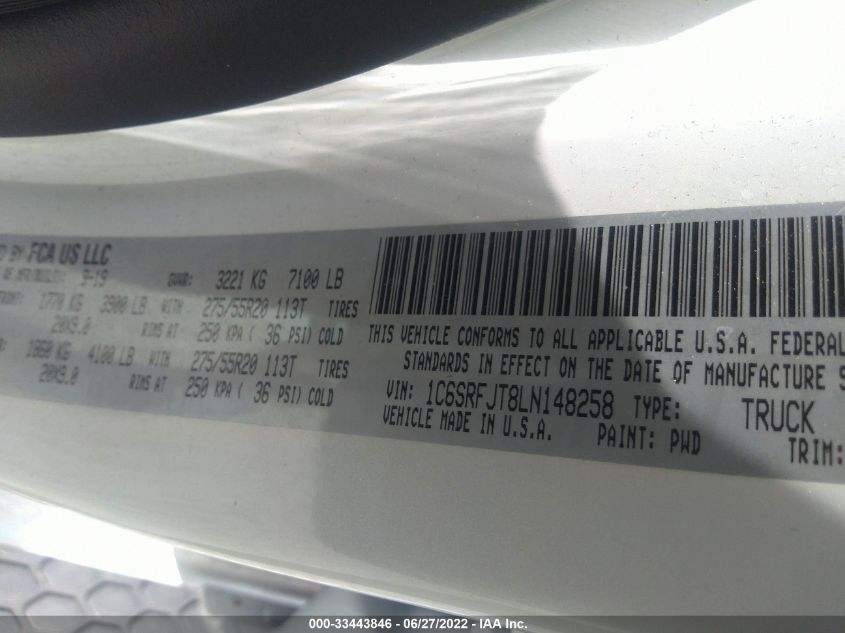 ED BY FCA US LLC
9-19 GVWR: 3221 KG 7100 LB
FRONT: 1770 KG 3900 LB WITH 275/55R20 113T TIRES
20X9.0 RIMS AT 250 KPA ( 36 PSI) COLD
1860 KG 4100 LB WITH 275/55R20 113T TIRES
20X9.0 RIMS AT 250 KPA ( 36 PSI) COLD
THIS VEHICLE CONFORMS TO ALL APPLICABLE U.S.A. FEDERAL
STANDARDS IN EFFECT ON THE DATE OF MANUFACTURE S
VIN: 1C6SRFJT8LN148258 TYPE: TRUCK
VEHICLE MADE IN U.S.A. PAINT: PWD TRIM:
000-33443846 - 06/27/2022 - IAA Inc.